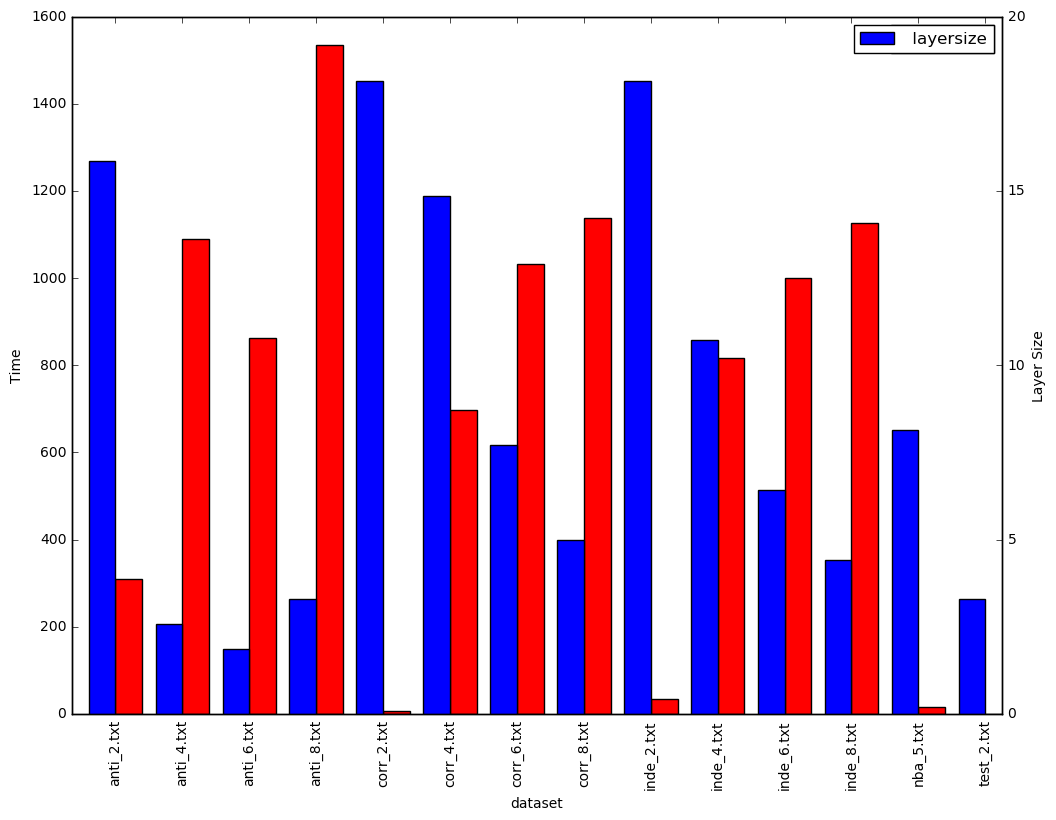 layersize
1600
1400
1200
1000
800
600
400
200
0
Time
20
15
10
5
0
Layer Size
anti_2.txt
anti_4.txt
anti_6.txt
anti_8.txt
corr_2.txt
corr_4.txt
corr_6.txt
corr_8.txt
inde_2.txt
inde_4.txt
inde_6.txt
inde_8.txt
nba_5.txt
test_2.txt
dataset